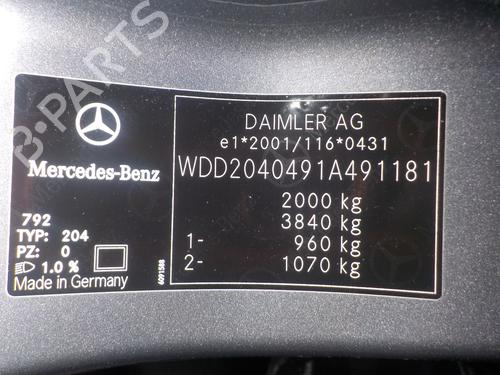 DAIMLER AG
e1*2001/116*0431
WDD2040491A491181
2000 kg
3840 kg
1- 960 kg
2- 1070 kg
Mercedes-Benz
792
TYP: 204
PZ: 0
1.0 %
Made in Germany
6091588
B-PARTS